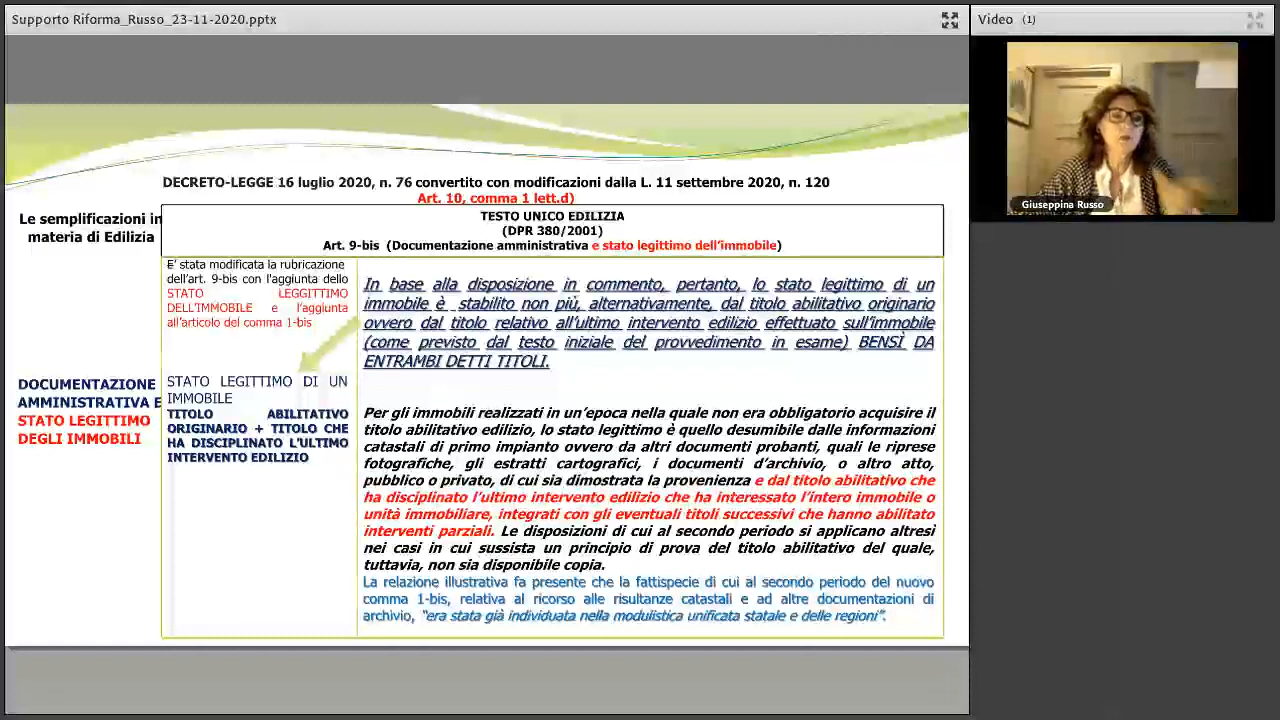 Supporto Riforma_Russo_23-11-2020.pptx
Video (1)
Giuseppina Russo
DECRETO-LEGGE 16 luglio 2020, n. 76 convertito con modificazioni dalla L. 11 settembre 2020, n. 120
Art. 10, comma 1 lett.d)
Le semplificazioni in
materia di Edilizia
TESTO UNICO EDILIZIA
(DPR 380/2001)
Art. 9-bis (Documentazione amministrativa e stato legittimo dell'immobile)
E' stata modificata la rubricazione
dell'art. 9-bis con l'aggiunta dello
STATO LEGGITTIMO
DELL'IMMOBILE e l'aggiunta
all'articolo del comma 1-bis
DOCUMENTAZIONE
AMMINISTRATIVA E
STATO LEGITTIMO
DEGLI IMMOBILI
STATO LEGITTIMO DI UN
IMMOBILE
TITOLO ABILITATIVO
ORIGINARIO + TITOLO CHE
HA DISCIPLINATO L'ULTIMO
INTERVENTO EDILIZIO
In base alla disposizione in commento, pertanto, lo stato legittimo di un
immobile è stabilito non più, alternativamente, dal titolo abilitativo originario
ovvero dal titolo relativo all'ultimo intervento edilizio effettuato sull'immobile
(come previsto dal testo iniziale del provvedimento in esame) BENSÌ DA
ENTRAMBI DETTI TITOLI.
Per gli immobili realizzati in un'epoca nella quale non era obbligatorio acquisire il
titolo abilitativo edilizio, lo stato legittimo è quello desumibile dalle informazioni
catastali di primo impianto ovvero da altri documenti probanti, quali le riprese
fotografiche, gli estratti cartografici, i documenti d'archivio, o altro atto,
pubblico o privato, di cui sia dimostrata la provenienza e dal titolo abilitativo che
ha disciplinato l'ultimo intervento edilizio che ha interessato l'intero immobile o
unità immobiliare, integrati con gli eventuali titoli successivi che hanno abilitato
interventi parziali. Le disposizioni di cui al secondo periodo si applicano altresì
nei casi in cui sussista un principio di prova del titolo abilitativo del quale,
tuttavia, non sia disponibile copia.
La relazione illustrativa fa presente che la fattispecie di cui al secondo periodo del nuovo
comma 1-bis, relativa al ricorso alle risultanze catastali e ad altre documentazioni di
archivio, "era stata già individuata nella modulistica unificata statale e delle regioni".